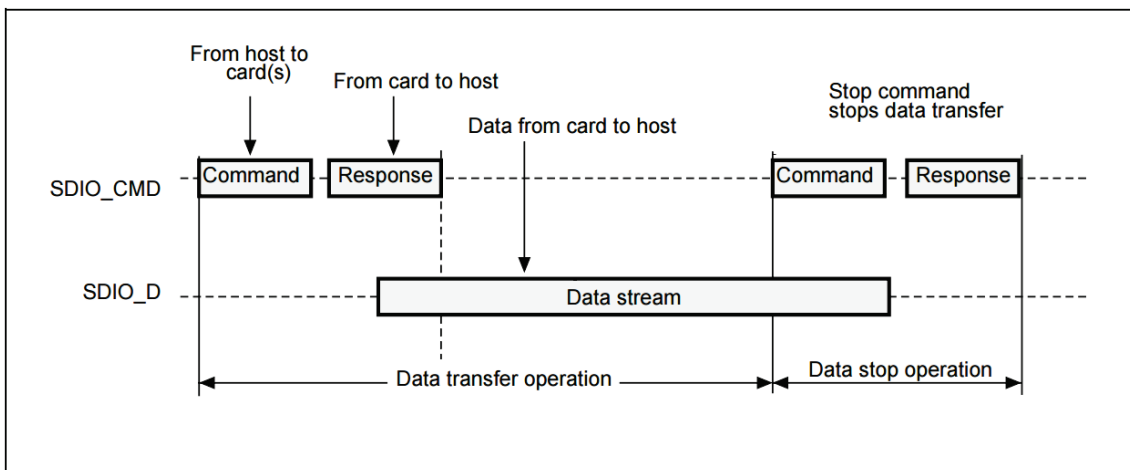 From host to
card(s)
From card to host
Data from card to host
Stop command
stops data transfer
SDIO_CMD
Command
Response
Command
Response
SDIO_D
Data stream
Data transfer operation
Data stop operation